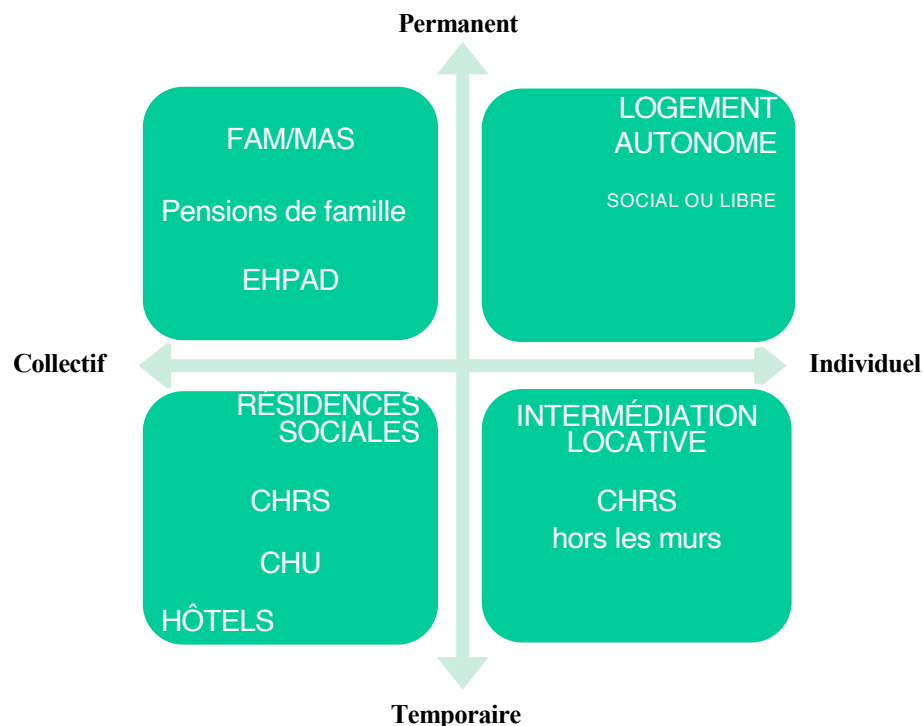 Permanent
FAM/MAS
Pensions de famille
EHPAD
LOGEMENT
AUTONOME
SOCIAL OU LIBRE
Collectif
Individuel
RÉSIDENCES
SOCIALES
CHRS
CHU
HÔTELS
INTERMÉDIATION
LOCATIVE
CHRS
hors les murs
Temporaire